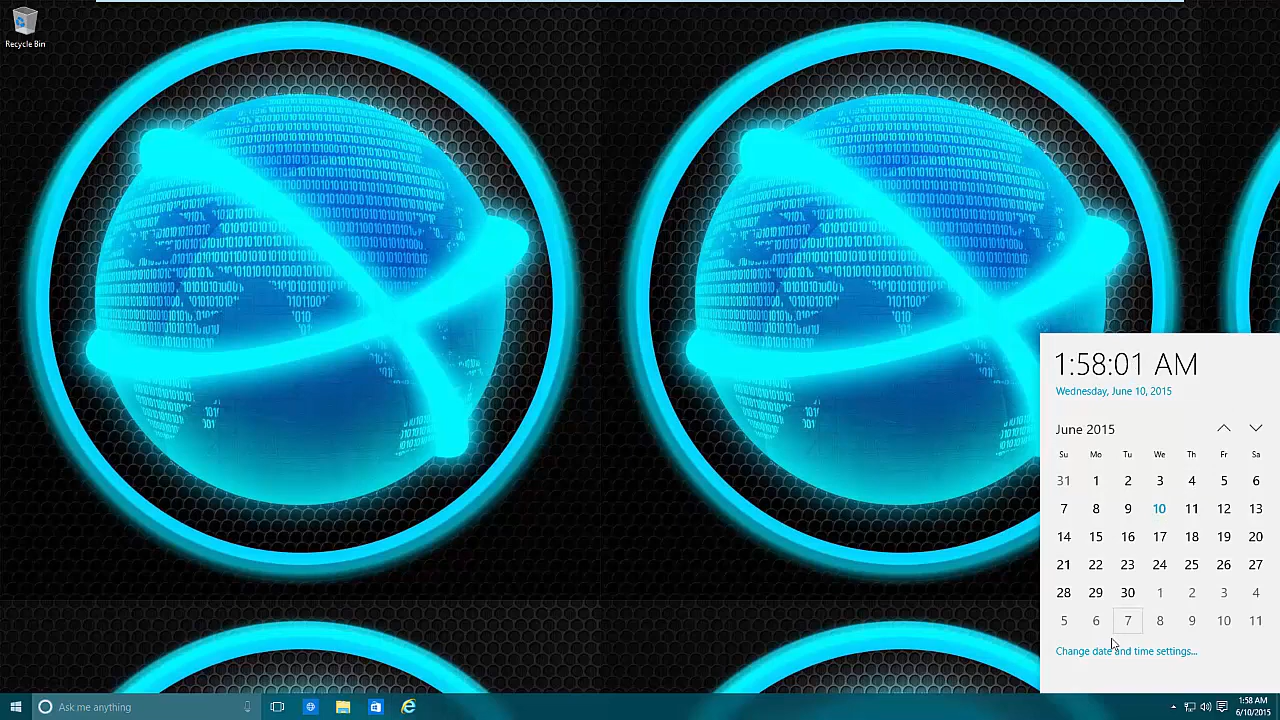 Recycle Bin
1:58:01 AM
Wednesday, June 10, 2015
June 2015
Su Mo Tu We Th Fr Sa
31 1 2 3 4 5 6
7 8 9 10 11 12 13
14 15 16 17 18 19 20
21 22 23 24 25 26 27
28 29 30 1 2 3 4
5 6 7 8 9 10 11
Change date and time settings...
Ask me anything
1:58 AM
6/10/2015